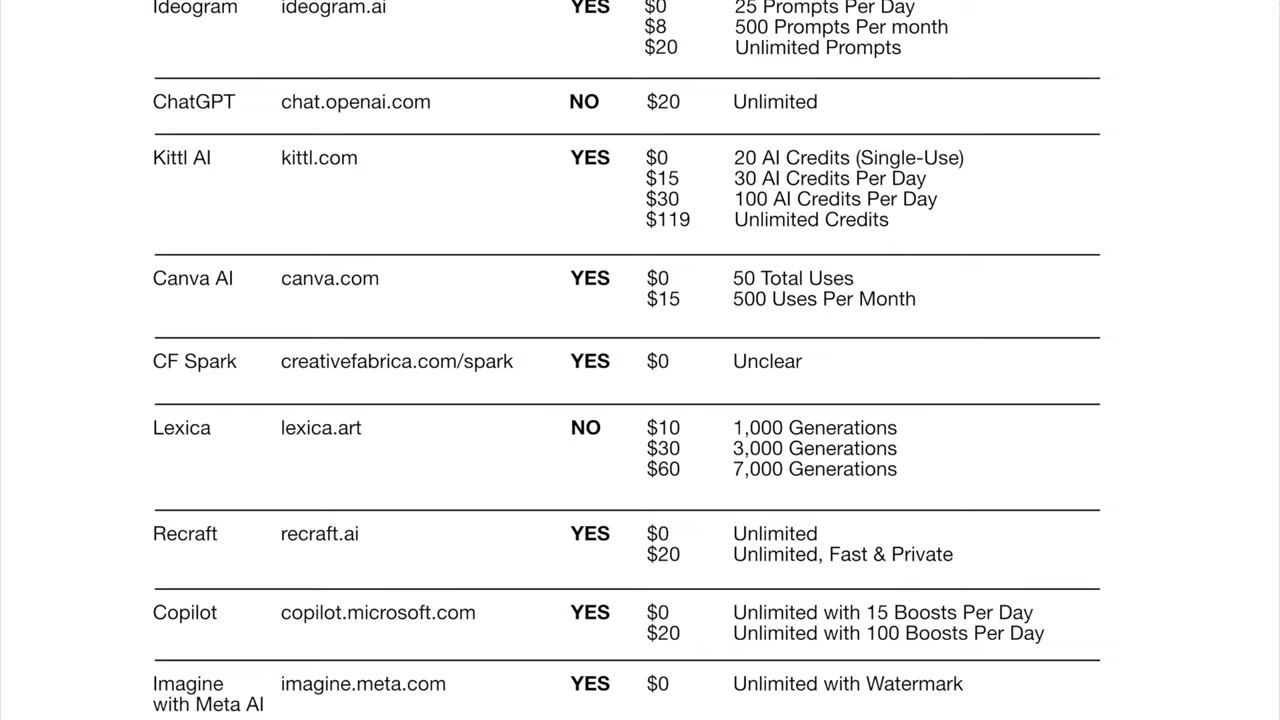 Ideogram ideogram.ai YES $0 25 Prompts Per Day
$8 500 Prompts Per month
$20 Unlimited Prompts
ChatGPT chat.openai.com NO $20 Unlimited
Kittl AI kittl.com YES $0 20 AI Credits (Single-Use)
$15 30 AI Credits Per Day
$30 100 AI Credits Per Day
$119 Unlimited Credits
Canva AI canva.com YES $0 50 Total Uses
$15 500 Uses Per Month
CF Spark creativefabrica.com/spark YES $0 Unclear
Lexica lexica.art NO $10 1,000 Generations
$30 3,000 Generations
$60 7,000 Generations
Recraft recraft.ai YES $0 Unlimited
$20 Unlimited, Fast & Private
Copilot copilot.microsoft.com YES $0 Unlimited with 15 Boosts Per Day
$20 Unlimited with 100 Boosts Per Day
Imagine imagine.meta.com YES $0 Unlimited with Watermark
with Meta AI